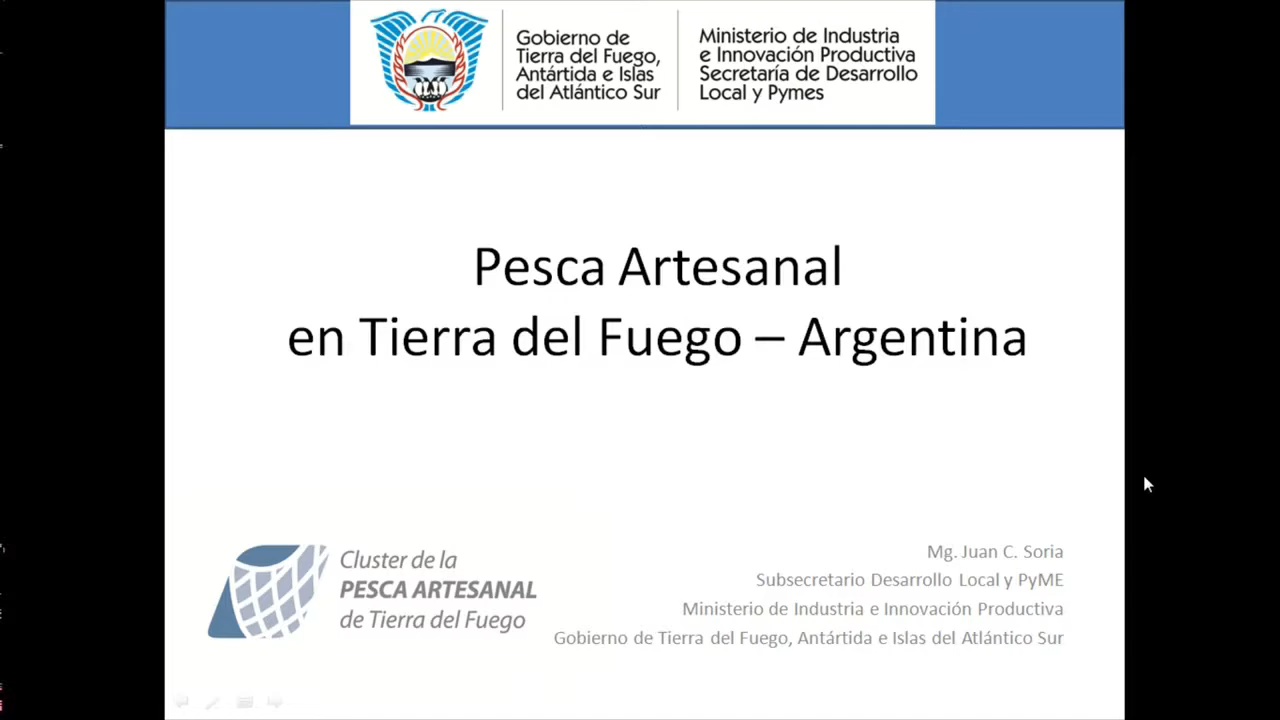 Gobierno de
Tierra del Fuego,
Antártida e Islas
del Atlántico Sur
Ministerio de Industria
e Innovación Productiva
Secretaría de Desarrollo
Local y Pymes
Pesca Artesanal
en Tierra del Fuego – Argentina
Cluster de la
PESCA ARTESANAL
de Tierra del Fuego
Mg. Juan C. Soria
Subsecretario Desarrollo Local y PyME
Ministerio de Industria e Innovación Productiva
Gobierno de Tierra del Fuego, Antártida e Islas del Atlántico Sur